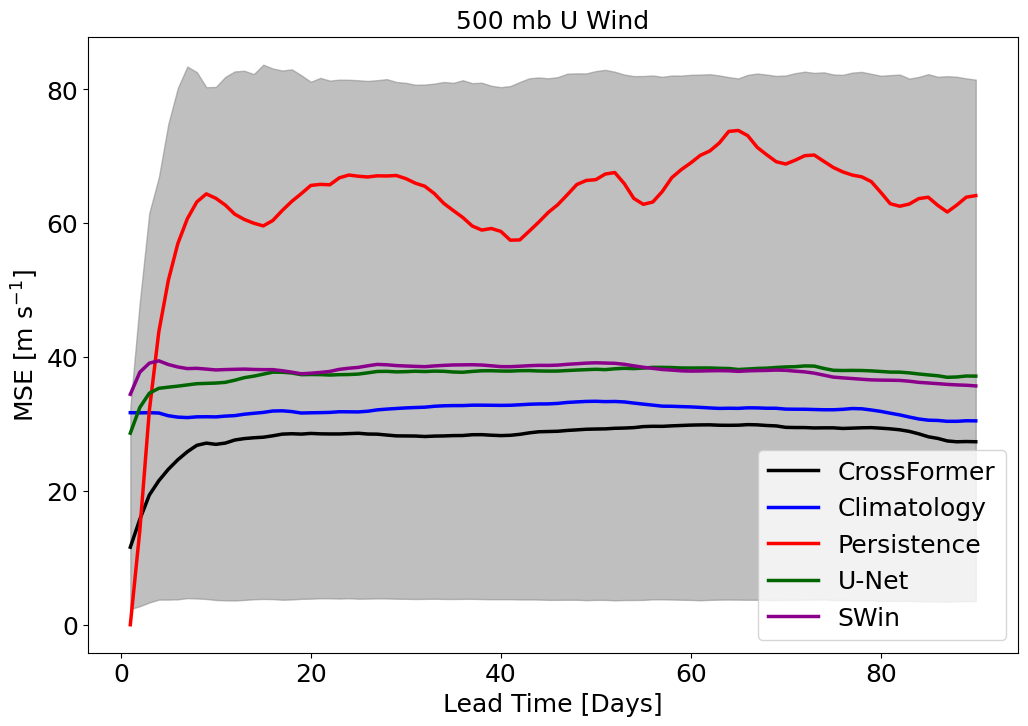 500 mb U Wind
MSE [m s⁻¹]
80
60
40
20
0
0 20 40 60 80
Lead Time [Days]
CrossFormer
Climatology
Persistence
U-Net
SWin